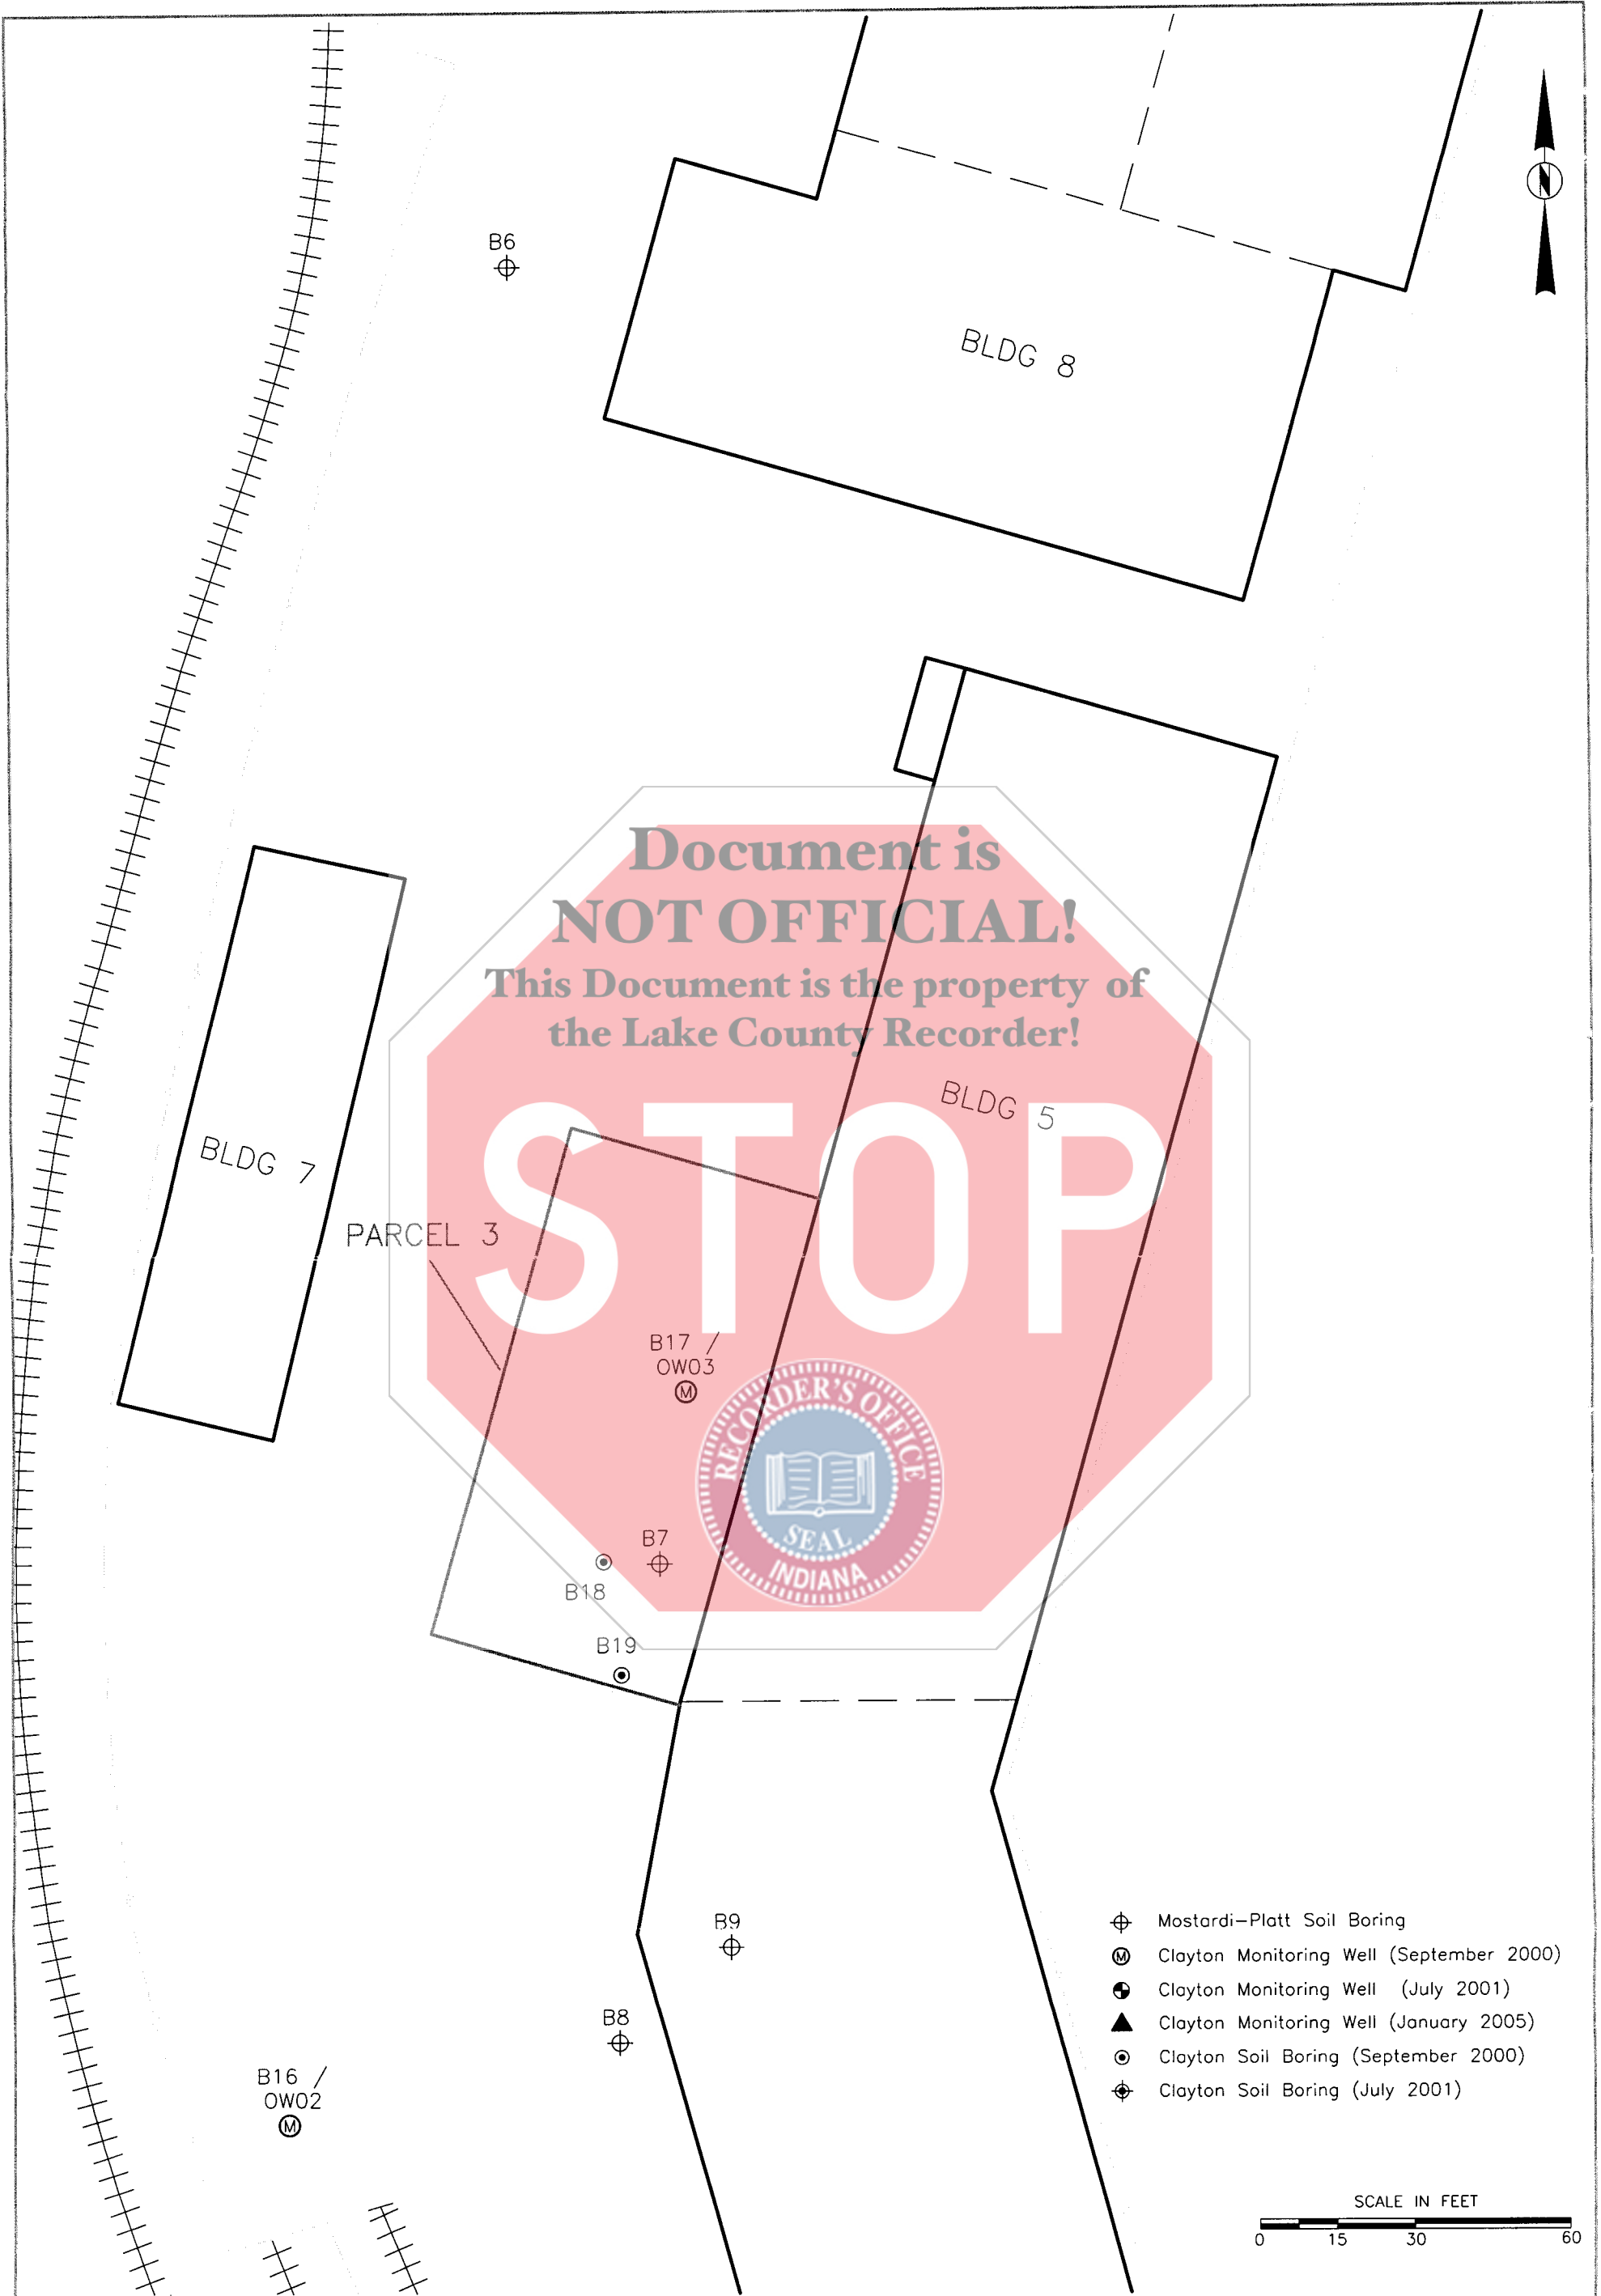 N
B6
BLDG 8
Document is
NOT OFFICIAL!
This Document is the property of
the Lake County Recorder!
BLDG 5
BLDG 7
STOP
PARCEL 3
B17 /
OW03
M
RECORDER'S OFFICE
SEAL
INDIANA
B7
B18
B19
B9
B8
B16 /
OW02
M
Mostardi-Platt Soil Boring
M Clayton Monitoring Well (September 2000)
Clayton Monitoring Well (July 2001)
Clayton Monitoring Well (January 2005)
Clayton Soil Boring (September 2000)
Clayton Soil Boring (July 2001)
SCALE IN FEET
0 15 30 60